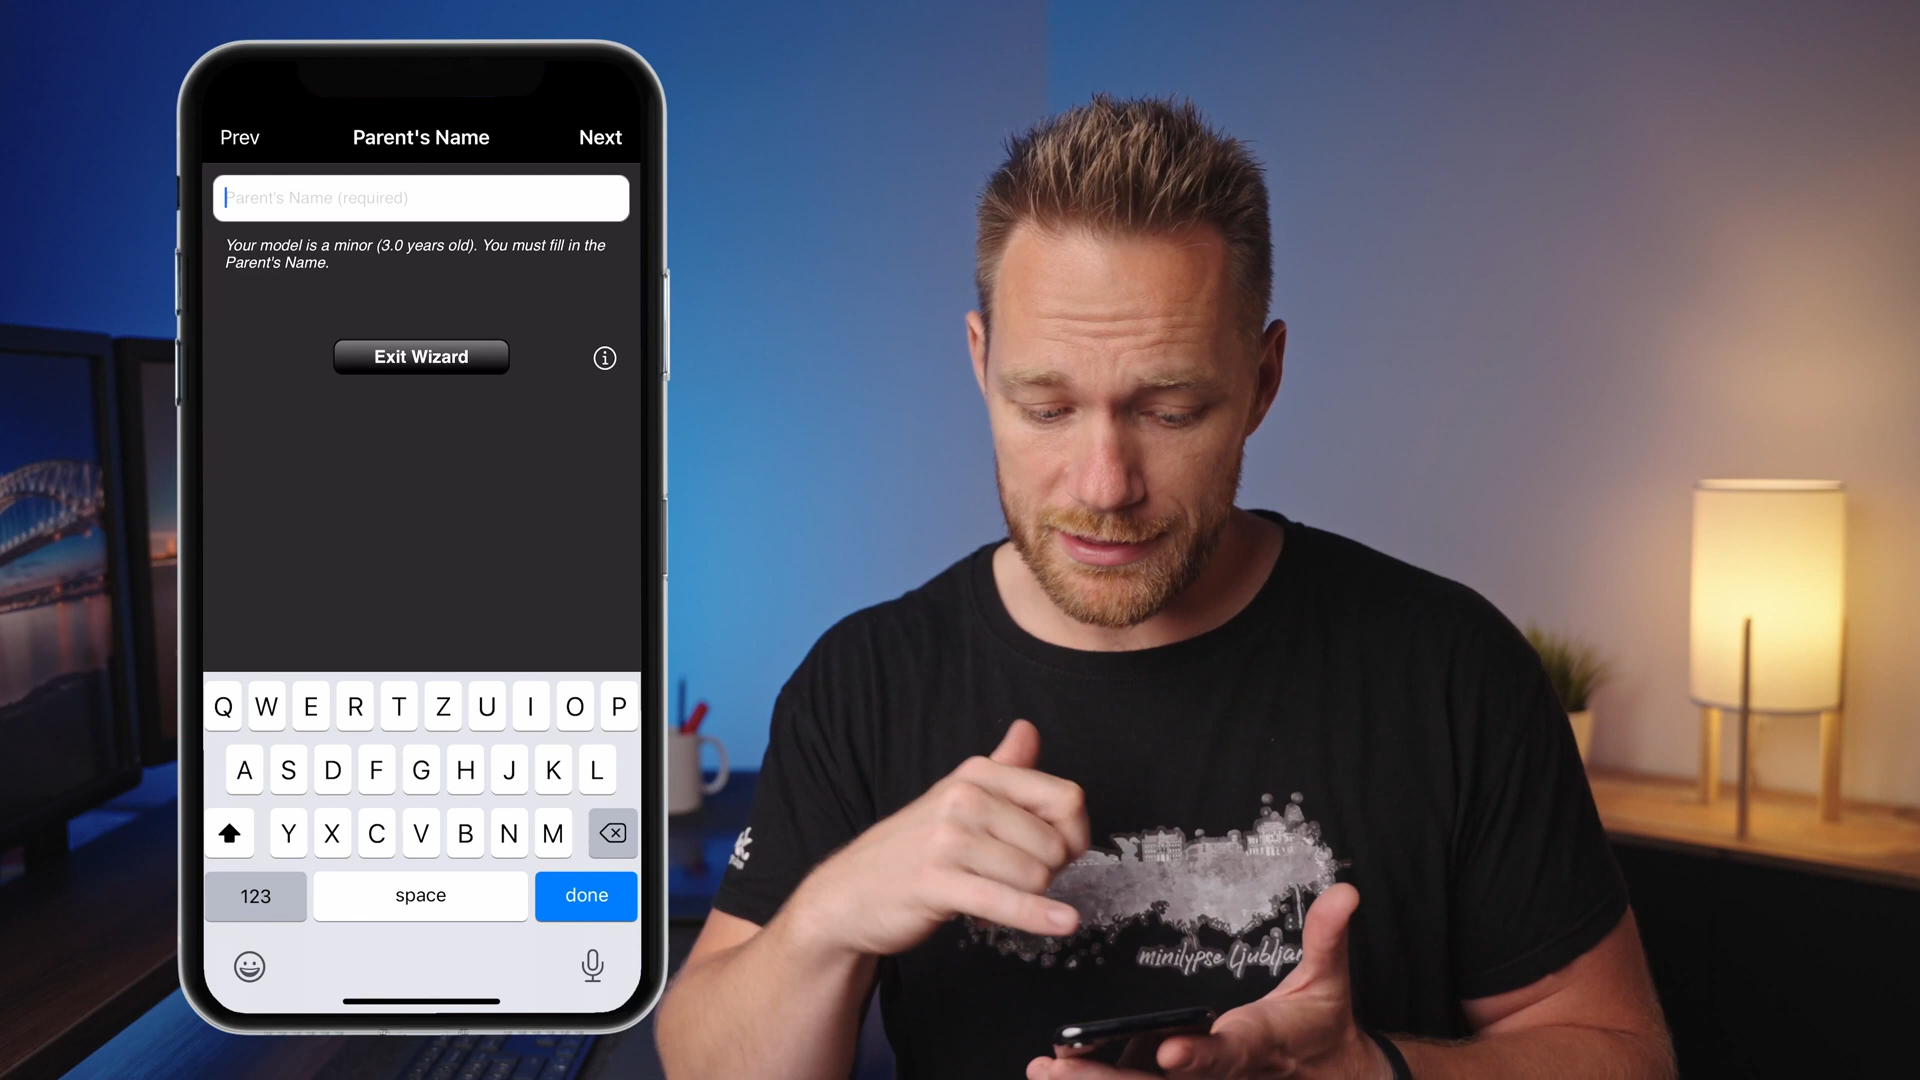 Prev Parent's Name Next
Parent's Name (required)
Your model is a minor (3.0 years old). You must fill in the
Parent's Name.
Exit Wizard
Q W E R T Z U I O P
A S D F G H J K L
Y X C V B N M
123 space done
minilypse Ljubljan